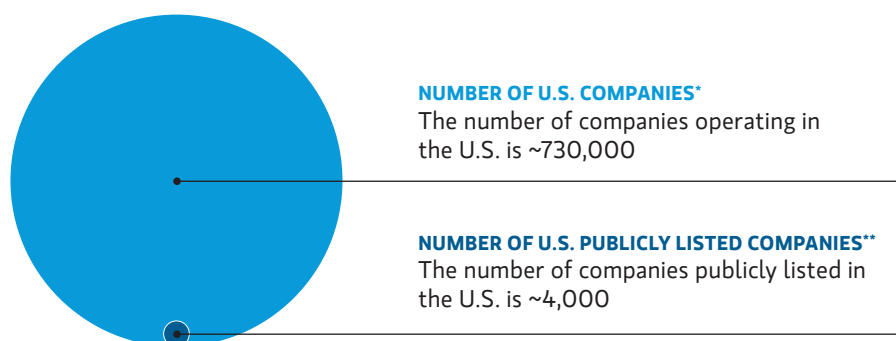 NUMBER OF U.S. COMPANIES*
The number of companies operating in
the U.S. is ~730,000
NUMBER OF U.S. PUBLICLY LISTED COMPANIES**
The number of companies publicly listed in
the U.S. is ~4,000